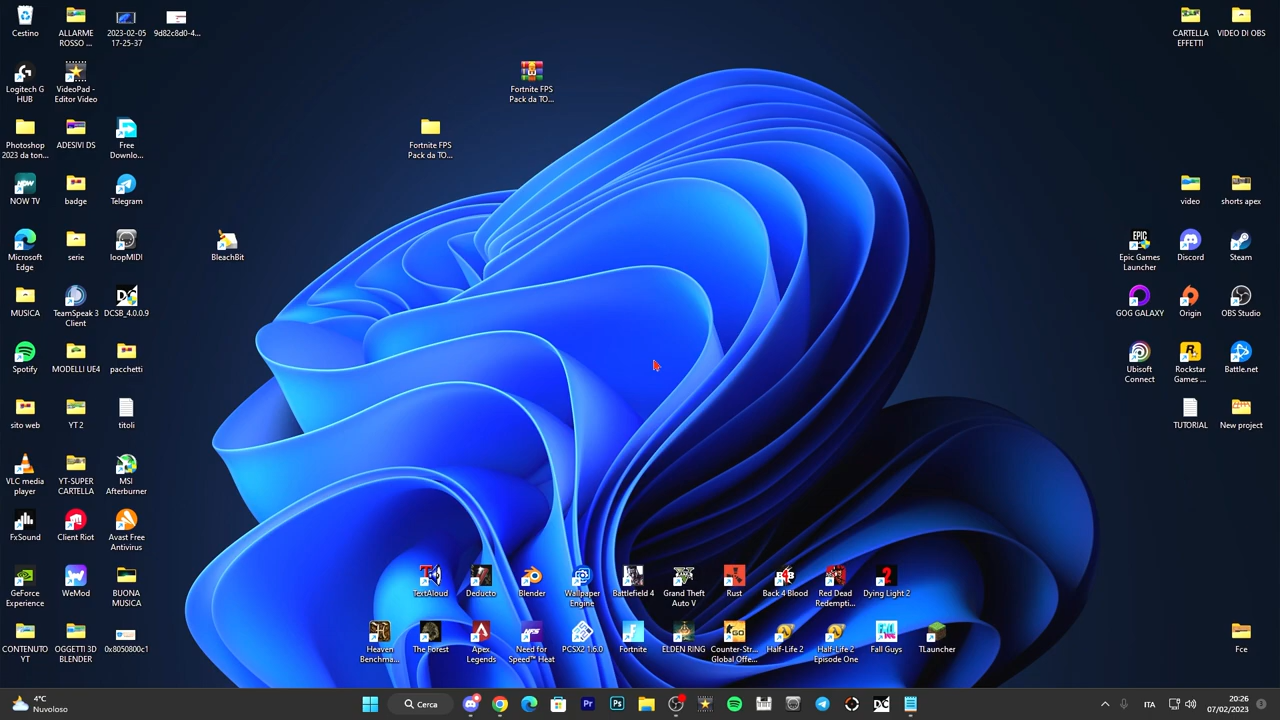 Cestino
ALLARME
ROSSO ...
2023-02-05
17-25-37
9d82c8d0-4...
CARTELLA
EFFETTI
VIDEO DI OBS
Logitech G
HUB
VideoPad -
Editor Video
Fortnite FPS
Pack da TO...
Photoshop
2023 da ton...
ADESIVI DS
Free
Downlo...
Fortnite FPS
Pack da TO...
NOW TV
badge
Telegram
video
shorts apex
Microsoft
Edge
serie
loopMIDI
BleachBit
Epic Games
Launcher
Discord
Steam
MUSICA
TeamSpeak 3
Client
DCSB_4.0.0.9
GOG GALAXY
Origin
OBS Studio
Spotify
MODELLI UE4
pacchetti
Ubisoft
Connect
Rockstar
Games ...
Battle.net
sito web
YT 2
titoli
TUTORIAL
New project
VLC media
player
YT-SUPER
CARTELLA
MSI
Afterburner
FxSound
Client Riot
Avast Free
Antivirus
GeForce
Experience
WeMod
BUONA
MUSICA
TextAloud
Deducto
Blender
Wallpaper
Engine
Battlefield 4
Grand Theft
Auto V
Rust
Back 4 Blood
Red Dead
Redempti...
Dying Light 2
CONTENUTO
YT
OGGETTI 3D
BLENDER
0x8050800c1
Heaven
Benchma...
The Forest
Apex
Legends
Need for
Speed™ Heat
PCSX2 1.6.0
Fortnite
ELDEN RING
Counter-Str...
Global Offe...
Half-Life 2
Half-Life 2
Episode One
Fall Guys
TLauncher
Fce
4°C
Nuvoloso
Cerca
ITA
20:26
07/02/2023